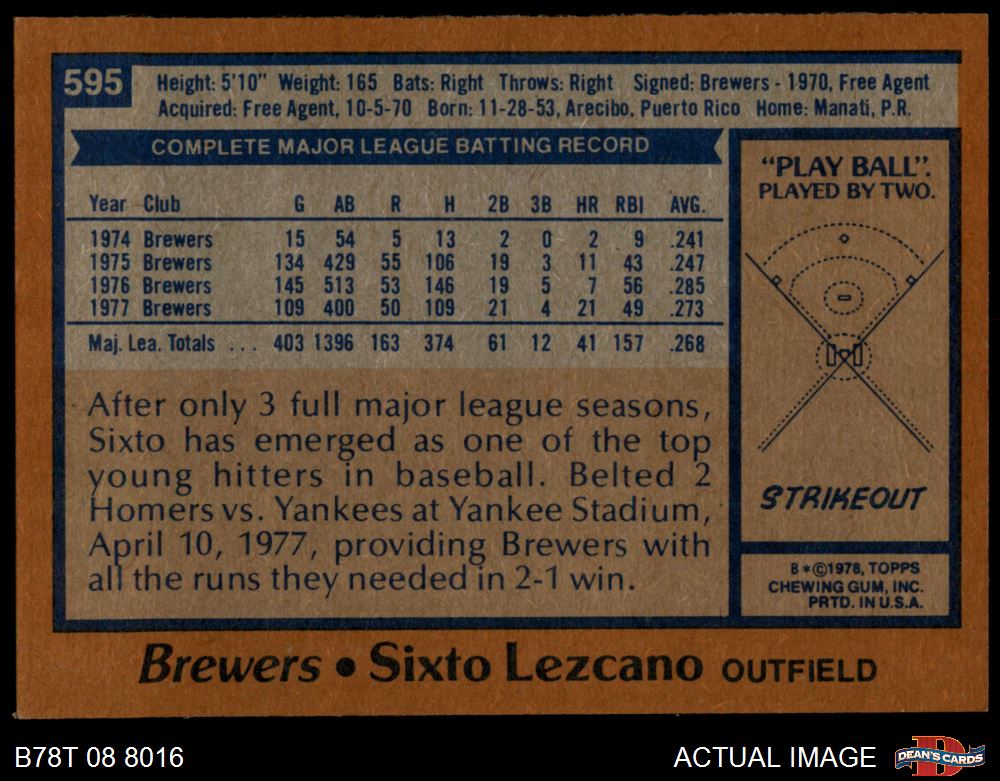 595
Height: 5'10" Weight: 165 Bats: Right Throws: Right Signed: Brewers - 1970, Free Agent
Acquired: Free Agent, 10-5-70 Born: 11-28-53, Arecibo, Puerto Rico Home: Manati, P.R.
COMPLETE MAJOR LEAGUE BATTING RECORD
Year Club G AB R H 2B 3B HR RBI AVG.
1974 Brewers 15 54 5 13 2 0 2 9 .241
1975 Brewers 134 429 55 106 19 3 11 43 .247
1976 Brewers 145 513 53 146 19 5 7 56 .285
1977 Brewers 109 400 50 109 21 4 21 49 .273
Maj. Lea. Totals ... 403 1396 163 374 61 12 41 157 .268
After only 3 full major league seasons,
Sixto has emerged as one of the top
young hitters in baseball. Belted 2
Homers vs. Yankees at Yankee Stadium,
April 10, 1977, providing Brewers with
all the runs they needed in 2-1 win.
"PLAY BALL".
PLAYED BY TWO.
STRIKEOUT
B*©1978, TOPPS
CHEWING GUM, INC.
PRTD. IN U.S.A.
Brewers • Sixto Lezcano OUTFIELD
B78T 08 8016
ACTUAL IMAGE
DEAN'S CARDS